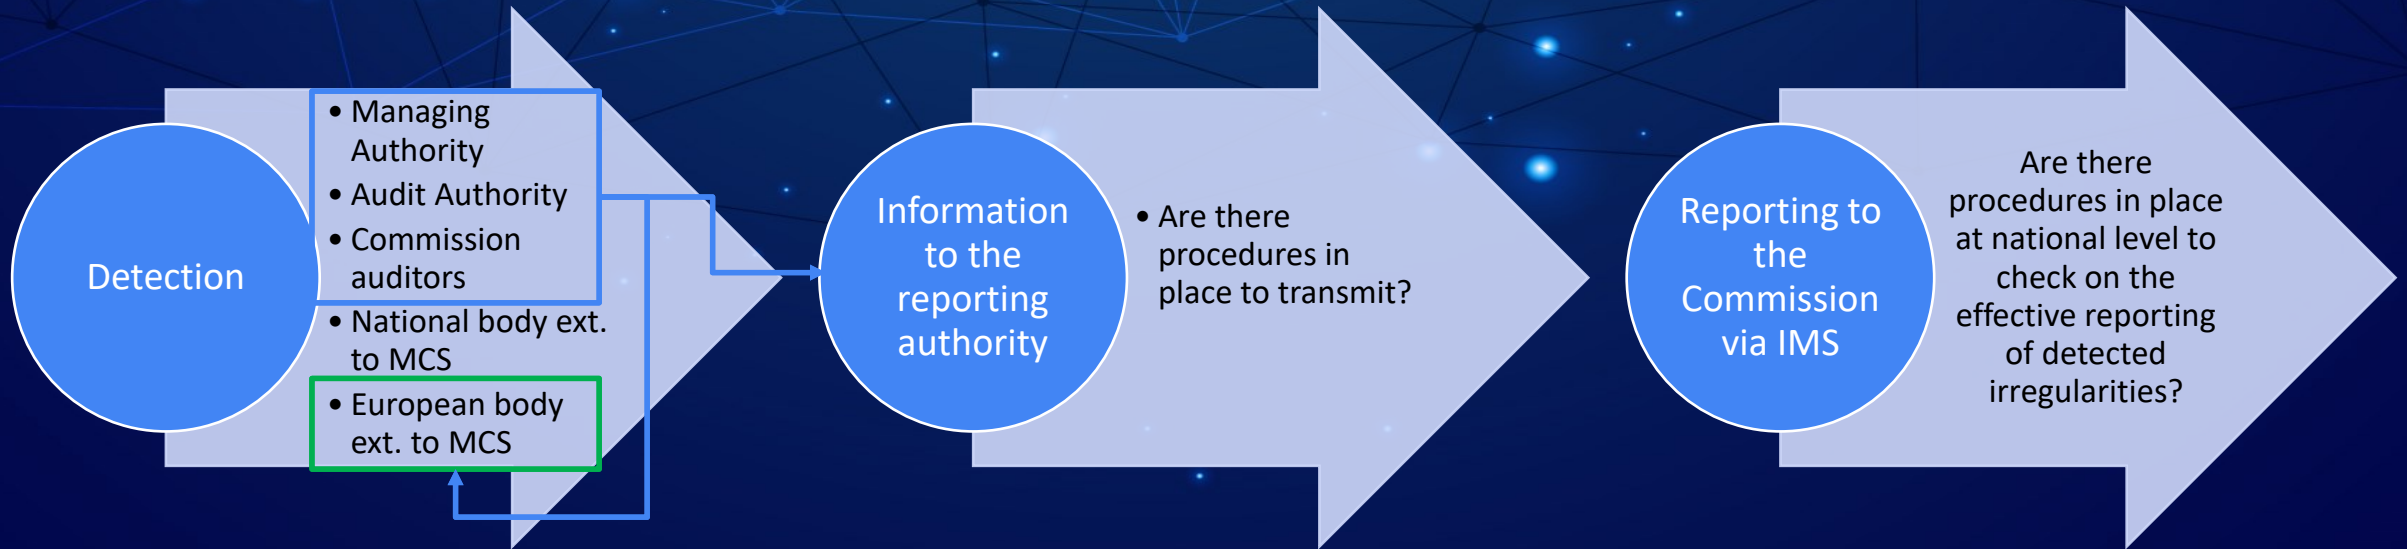 Detection
• Managing
Authority
• Audit Authority
• Commission
auditors
• National body ext.
to MCS
• European body
ext. to MCS
Information
to the
reporting
authority
• Are there
procedures in
place to transmit?
Reporting to
the
Commission
via IMS
Are there
procedures in place
at national level to
check on the
effective reporting
of detected
irregularities?